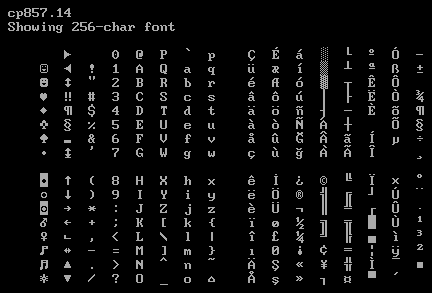 cp857.14
Showing 256-char font
► 0 @ P ` p Ç É á ░ └ º Ó -
☺ ◄ ! 1 A Q a q ü æ í ▒ ┴ ª ß ±
☻ ↕ " 2 B R b r é Æ ó ▓ ┬ Ê Ô
♥ ‼ # 3 C S c s â ô ú │ ├ Ë Ò ¾
♦ ¶ $ 4 D T d t ä ö ñ ┤ ─ È õ ¶
♣ § % 5 E U e u à ò Ñ Á ┼ Õ §
♠ ▬ & 6 F V f v å û Ğ Â ã Í µ ÷
• ↨ ' 7 G W g w ç ù ğ À Ã Î ¸
◘ ↑ ( 8 H X h x ê İ ¿ © ╚ Ï × °
○ ↓ ) 9 I Y i y ë Ö ® ╣ ╔ ┘ Ú ¨
◙ → * : J Z j z è Ü ¬ ║ ╩ ┌ Û ·
♂ ← + ; K [ k { ï ø ½ ╗ ╦ █ Ù ¹
♀ ∟ , < L \ l | î £ ¼ ╝ ╠ ▄ ì ³
♪ ↔ - = M ] m } ı Ø ¡ ¢ ═ ¦ ÿ ²
♫ ▲ . > N ^ n ~ Ä Ş « ¥ ╬ Ì ¯ ■
☼ ▼ / ? O _ o ⌂ Å ş » ┐ ¤ ▀ ´